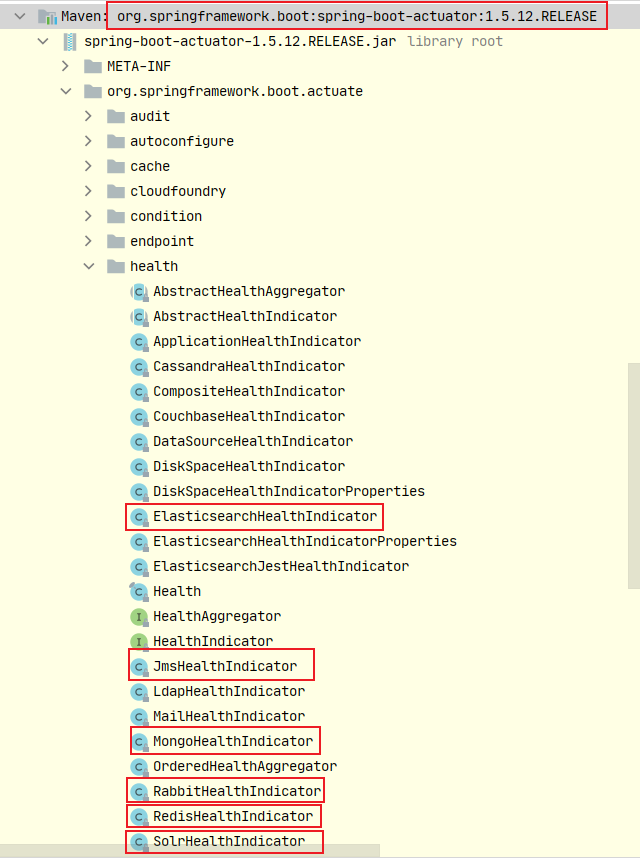 Maven: org.springframework.boot:spring-boot-actuator:1.5.12.RELEASE
spring-boot-actuator-1.5.12.RELEASE.jar library root
META-INF
org.springframework.boot.actuate
audit
autoconfigure
cache
cloudfoundry
condition
endpoint
health
C AbstractHealthAggregator
C AbstractHealthIndicator
C ApplicationHealthIndicator
C CassandraHealthIndicator
C CompositeHealthIndicator
C CouchbaseHealthIndicator
C DataSourceHealthIndicator
C DiskSpaceHealthIndicator
C DiskSpaceHealthIndicatorProperties
C ElasticsearchHealthIndicator
C ElasticsearchHealthIndicatorProperties
C ElasticsearchJestHealthIndicator
C Health
I HealthAggregator
I HealthIndicator
C JmsHealthIndicator
C LdapHealthIndicator
C MailHealthIndicator
C MongoHealthIndicator
C OrderedHealthAggregator
C RabbitHealthIndicator
C RedisHealthIndicator
C SolrHealthIndicator